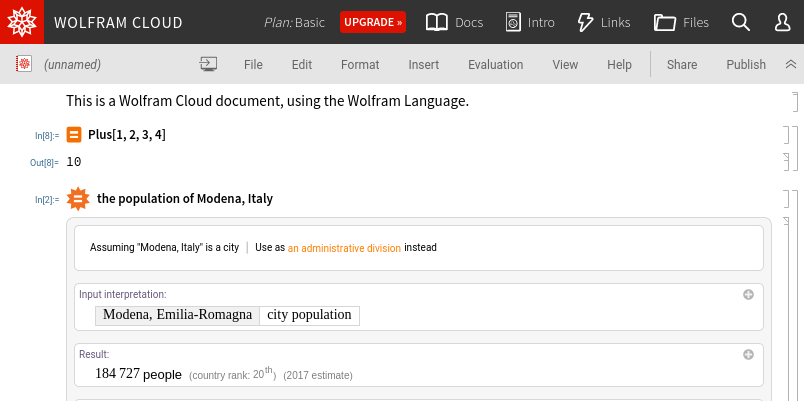 WOLFRAM CLOUD Plan: Basic UPGRADE » Docs Intro Links Files
(unnamed) File Edit Format Insert Evaluation View Help Share Publish
This is a Wolfram Cloud document, using the Wolfram Language.
In[8]:= Plus[1, 2, 3, 4]
Out[8]= 10
In[2]:= the population of Modena, Italy
Assuming "Modena, Italy" is a city | Use as an administrative division instead
Input interpretation:
Modena, Emilia-Romagna city population
Result:
184 727 people (country rank: 20th) (2017 estimate)